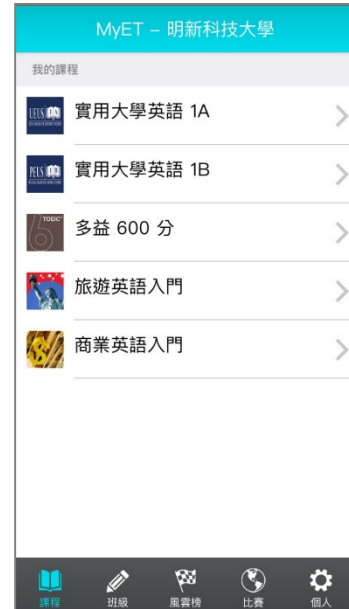 MyET – 明新科技大學
我的課程
實用大學英語 1A
實用大學英語 1B
TOEIC
多益 600 分
旅遊英語入門
商業英語入門
課程
班級
風雲榜
比賽
個人